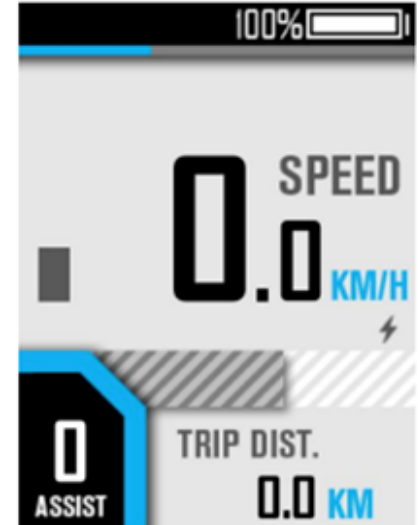 100%
SPEED
0.0 KM/H
0
ASSIST
TRIP DIST.
0.0 KM